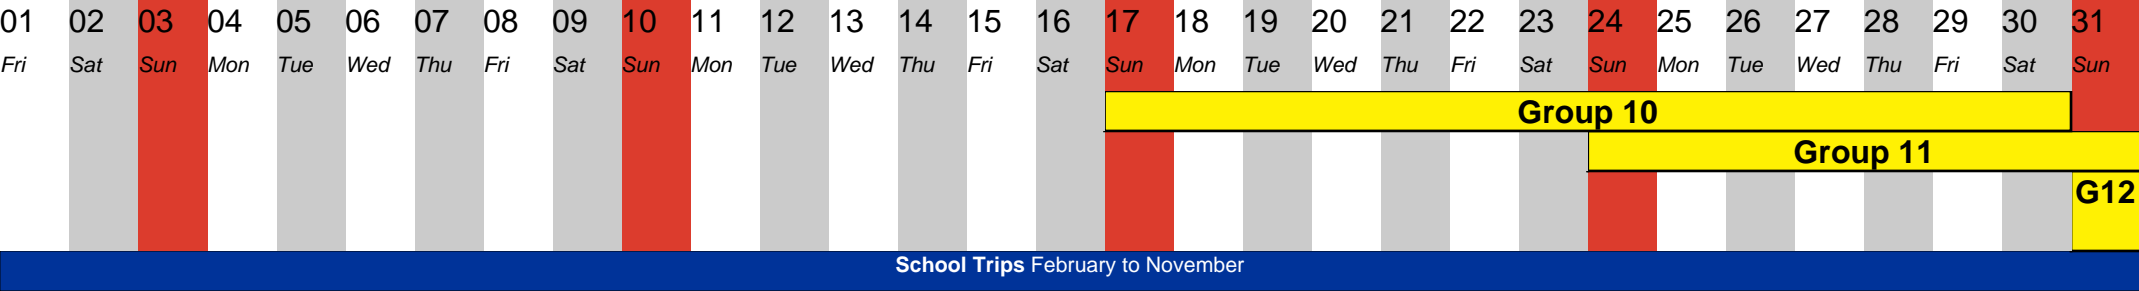 01 02 03 04 05 06 07 08 09 10 11 12 13 14 15 16 17 18 19 20 21 22 23 24 25 26 27 28 29 30 31
Fri Sat Sun Mon Tue Wed Thu Fri Sat Sun Mon Tue Wed Thu Fri Sat Sun Mon Tue Wed Thu Fri Sat Sun Mon Tue Wed Thu Fri Sat Sun
Group 10
Group 11
G12
School Trips February to November